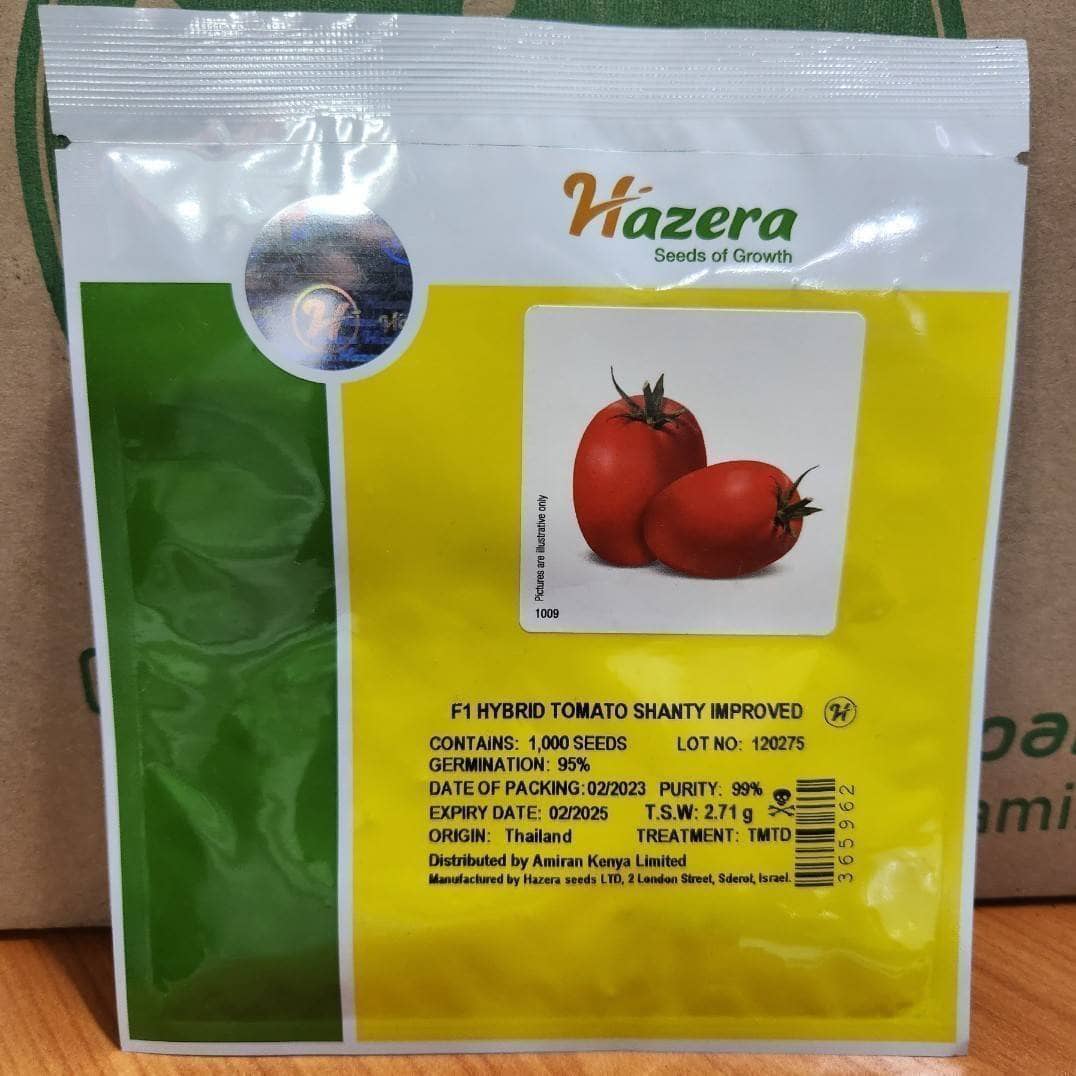 Hazera
Seeds of Growth
Pictures are illustrative only
1009
F1 HYBRID TOMATO SHANTY IMPROVED
CONTAINS: 1,000 SEEDS LOT NO: 120275
GERMINATION: 95%
DATE OF PACKING: 02/2023 PURITY: 99%
EXPIRY DATE: 02/2025 T.S.W: 2.71 g
ORIGIN: Thailand TREATMENT: TMTD
Distributed by Amiran Kenya Limited
Manufactured by Hazera seeds LTD, 2 London Street, Sderot, Israel.
365962